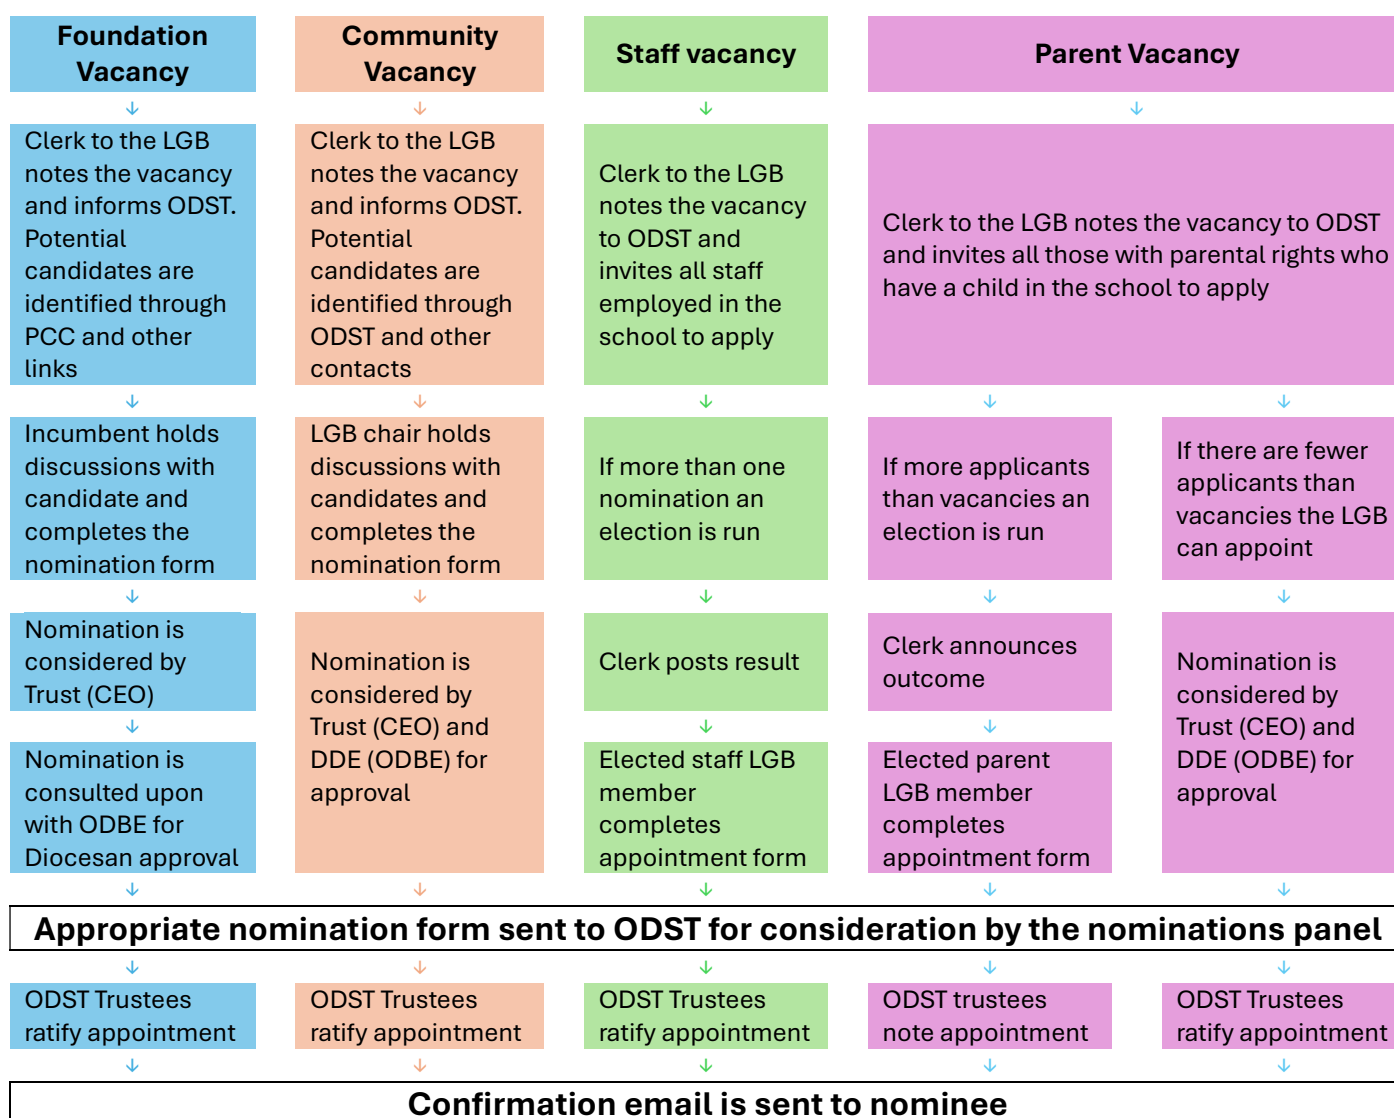 Foundation
Vacancy
Community
Vacancy
Staff vacancy
Parent Vacancy
Clerk to the LGB
notes the vacancy
and informs ODST.
Potential
candidates are
identified through
PCC and other
links
Clerk to the LGB
notes the vacancy
and informs ODST.
Potential
candidates are
identified through
ODST and other
contacts
Clerk to the LGB
notes the vacancy
to ODST and
invites all staff
employed in the
school to apply
Clerk to the LGB notes the vacancy to ODST
and invites all those with parental rights who
have a child in the school to apply
Incumbent holds
discussions with
candidate and
completes the
nomination form
LGB chair holds
discussions with
candidates and
completes the
nomination form
If more than one
nomination an
election is run
If more applicants
than vacancies an
election is run
If there are fewer
applicants than
vacancies the LGB
can appoint
Nomination is
considered by
Trust (CEO)
Nomination is
considered by
Trust (CEO) and
DDE (ODBE) for
approval
Clerk posts result
Clerk announces
outcome
Nomination is
considered by
Trust (CEO) and
DDE (ODBE) for
approval
Nomination is
consulted upon
with ODBE for
Diocesan approval
Elected staff LGB
member
completes
appointment form
Elected parent
LGB member
completes
appointment form
Appropriate nomination form sent to ODST for consideration by the nominations panel
ODST Trustees
ratify appointment
ODST Trustees
ratify appointment
ODST Trustees
ratify appointment
ODST trustees
note appointment
ODST Trustees
ratify appointment
Confirmation email is sent to nominee